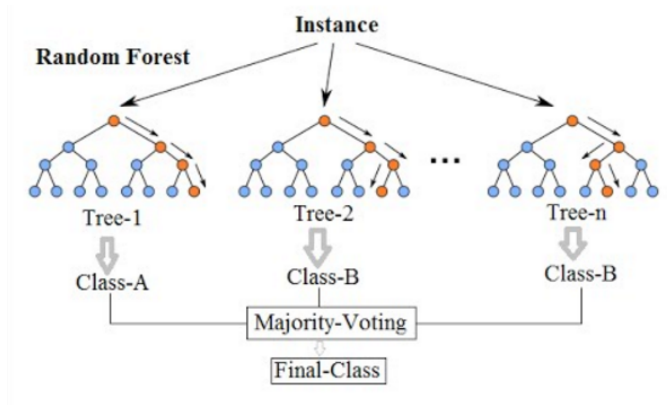 Instance
Random Forest
...
Tree-1
Tree-2
Tree-n
Class-A
Class-B
Class-B
Majority-Voting
Final-Class